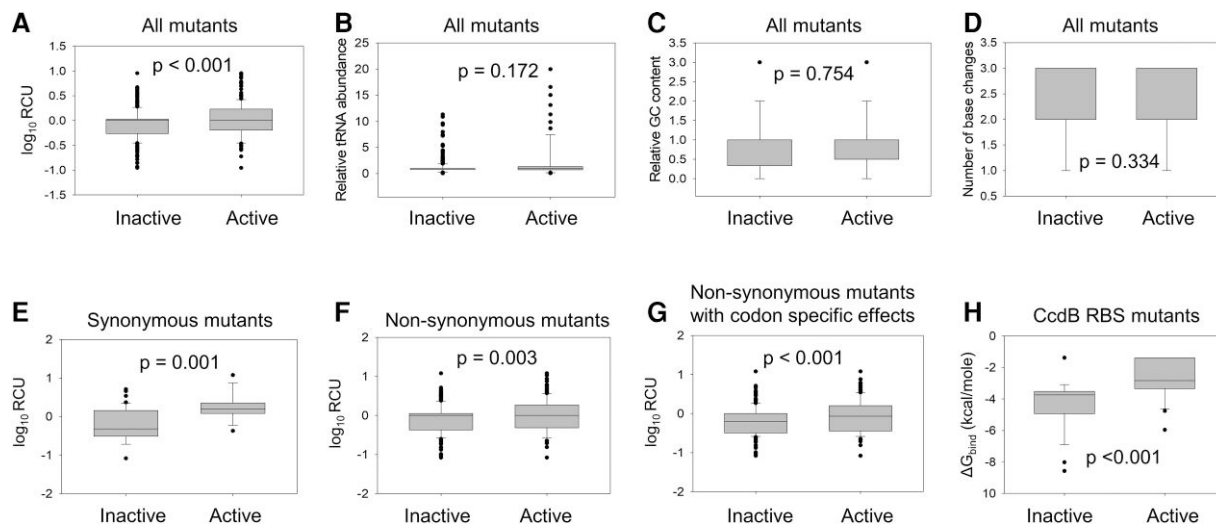 A All mutants
1.5
1.0
0.5
0.0
-0.5
-1.0
-1.5
log10 RCU
p < 0.001
Inactive Active
B All mutants
25
20
15
10
5
0
Relative tRNA abundance
p = 0.172
Inactive Active
C All mutants
3.5
3.0
2.5
2.0
1.5
1.0
0.5
0.0
Relative GC content
p = 0.754
Inactive Active
D All mutants
3.5
3.0
2.5
2.0
1.5
1.0
0.5
Number of base changes
p = 0.334
Inactive Active
E Synonymous mutants
2
1
0
-1
-2
log10 RCU
p = 0.001
Inactive Active
F Non-synonymous mutants
2
1
0
-1
-2
log10 RCU
p = 0.003
Inactive Active
G Non-synonymous mutants
with codon specific effects
2
1
0
-1
-2
log10 RCU
p < 0.001
Inactive Active
H CcdB RBS mutants
-0
-2
-4
-6
-8
10
ΔGbind (kcal/mole)
p <0.001
Inactive Active